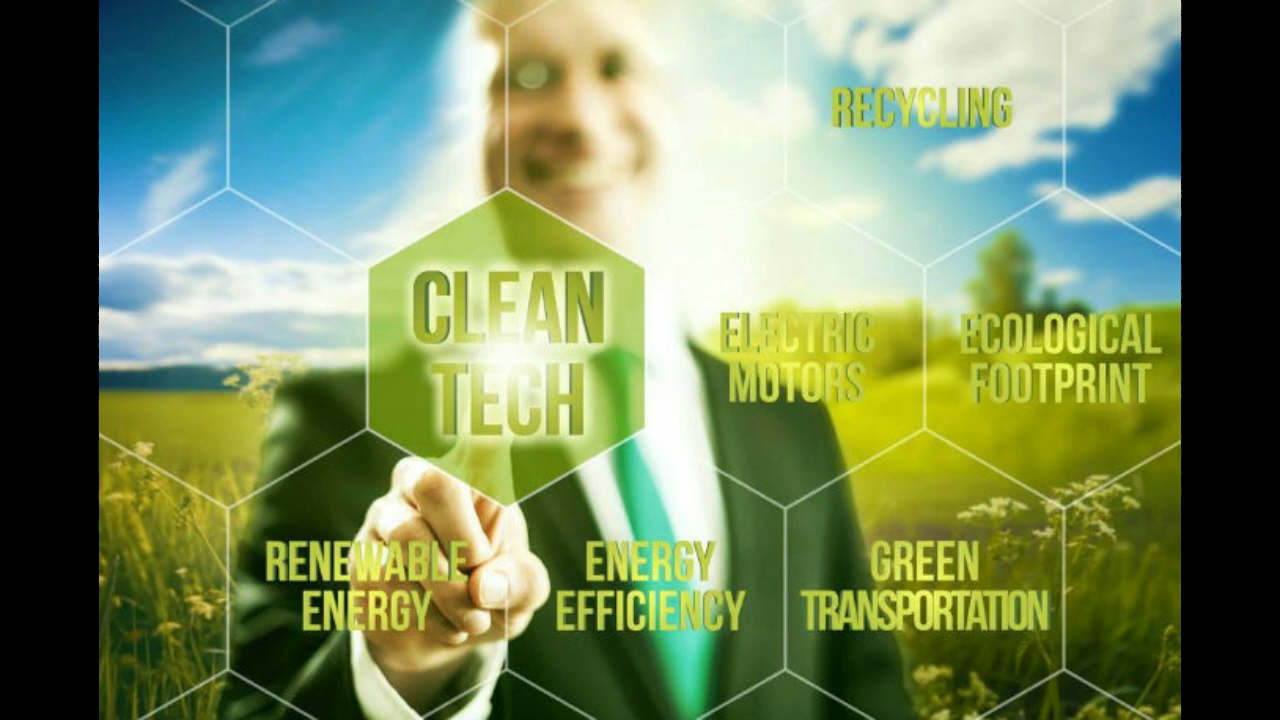 RECYCLING
CLEAN
TECH
ELECTRIC
MOTORS
ECOLOGICAL
FOOTPRINT
RENEWABLE
ENERGY
ENERGY
EFFICIENCY
GREEN
TRANSPORTATION